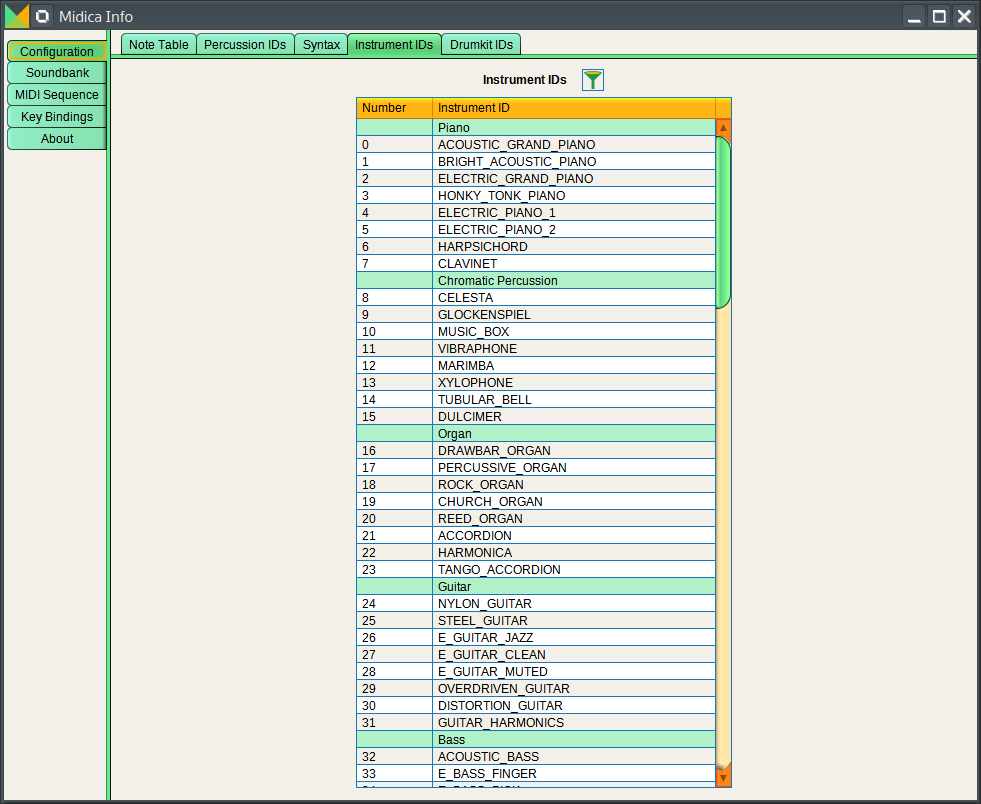 Midica Info
Configuration
Soundbank
MIDI Sequence
Key Bindings
About
Note Table Percussion IDs Syntax Instrument IDs Drumkit IDs
Instrument IDs
Number Instrument ID
Piano
0 ACOUSTIC_GRAND_PIANO
1 BRIGHT_ACOUSTIC_PIANO
2 ELECTRIC_GRAND_PIANO
3 HONKY_TONK_PIANO
4 ELECTRIC_PIANO_1
5 ELECTRIC_PIANO_2
6 HARPSICHORD
7 CLAVINET
Chromatic Percussion
8 CELESTA
9 GLOCKENSPIEL
10 MUSIC_BOX
11 VIBRAPHONE
12 MARIMBA
13 XYLOPHONE
14 TUBULAR_BELL
15 DULCIMER
Organ
16 DRAWBAR_ORGAN
17 PERCUSSIVE_ORGAN
18 ROCK_ORGAN
19 CHURCH_ORGAN
20 REED_ORGAN
21 ACCORDION
22 HARMONICA
23 TANGO_ACCORDION
Guitar
24 NYLON_GUITAR
25 STEEL_GUITAR
26 E_GUITAR_JAZZ
27 E_GUITAR_CLEAN
28 E_GUITAR_MUTED
29 OVERDRIVEN_GUITAR
30 DISTORTION_GUITAR
31 GUITAR_HARMONICS
Bass
32 ACOUSTIC_BASS
33 E_BASS_FINGER